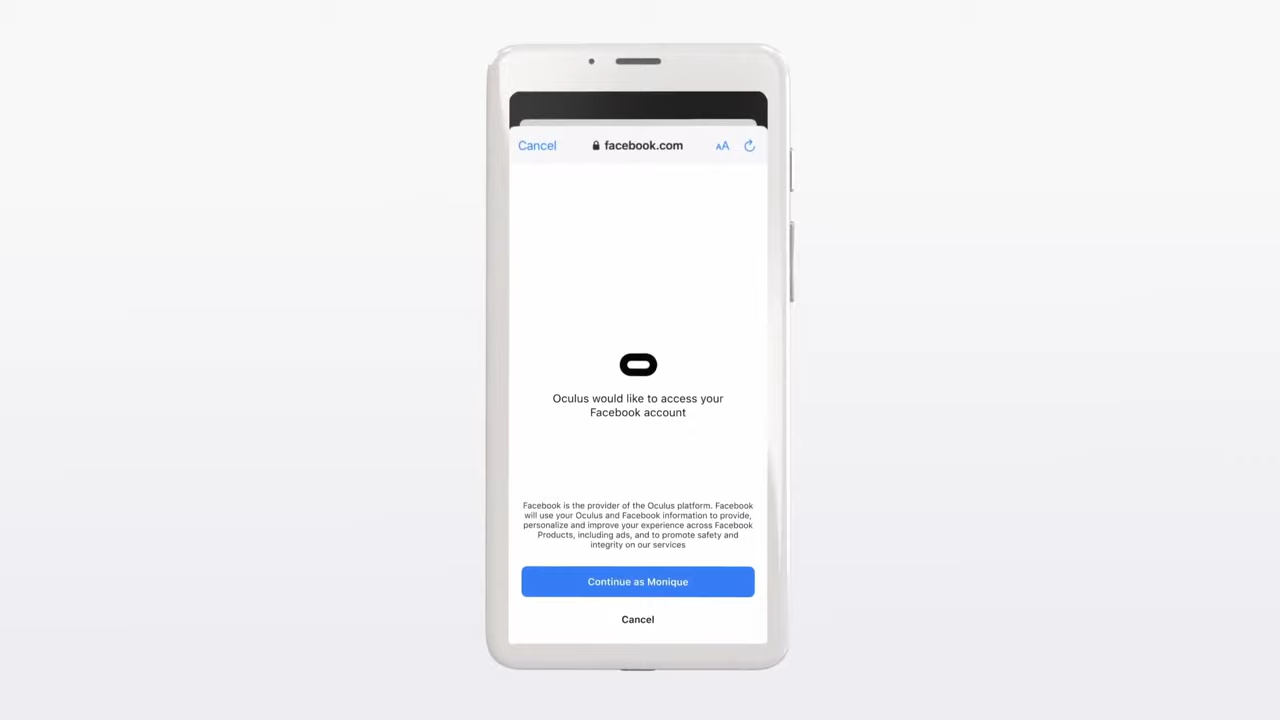 Cancel facebook.com AA
Oculus would like to access your
Facebook account
Facebook is the provider of the Oculus platform. Facebook
will use your Oculus and Facebook information to provide,
personalize and improve your experience across Facebook
Products, including ads, and to promote safety and
integrity on our services
Continue as Monique
Cancel